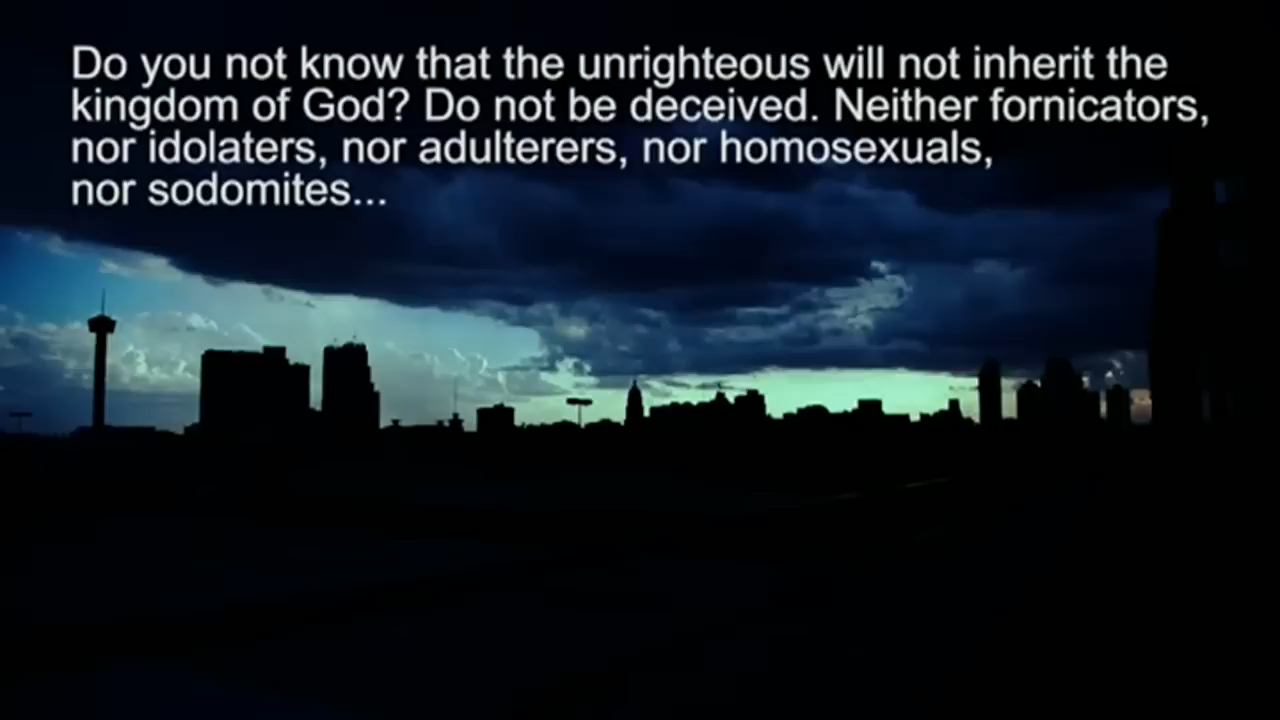 Do you not know that the unrighteous will not inherit the
kingdom of God? Do not be deceived. Neither fornicators,
nor idolaters, nor adulterers, nor homosexuals,
nor sodomites...